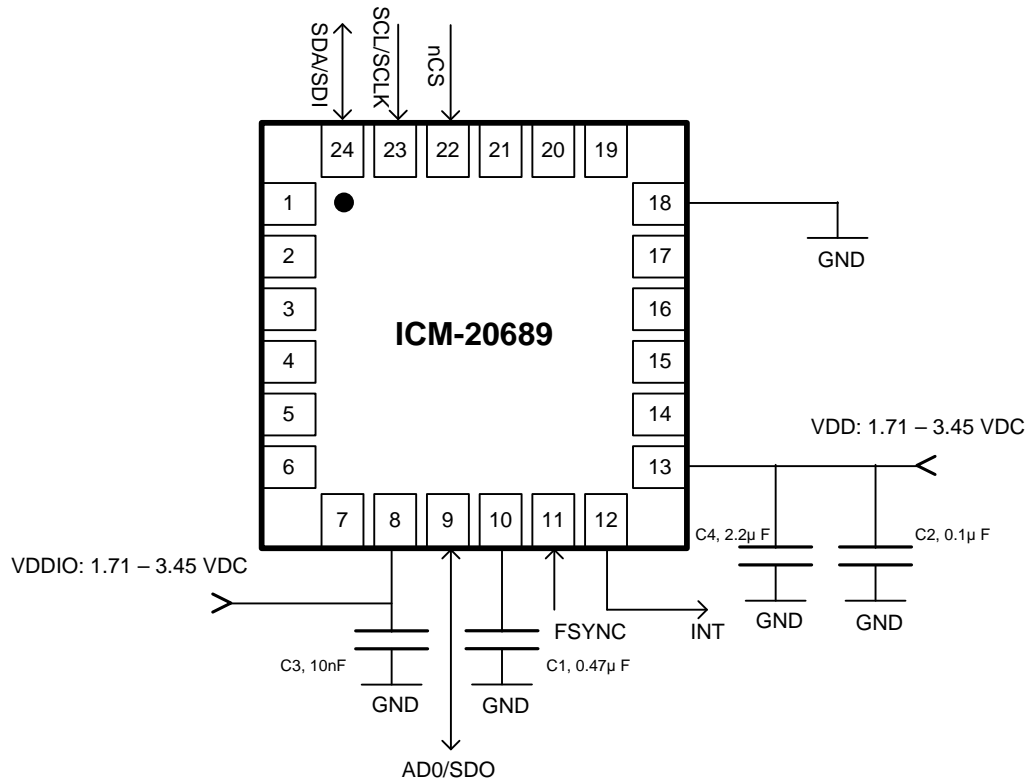 SDA/SDI
SCL/SCLK
nCS
24 23 22 21 20 19
1
2
3
4
5
6
18
17
16
15
14
13
ICM-20689
7 8 9 10 11 12
GND
VDD: 1.71 – 3.45 VDC
C4, 2.2µ F
C2, 0.1µ F
GND
GND
VDDIO: 1.71 – 3.45 VDC
C3, 10nF
GND
C1, 0.47µ F
GND
FSYNC
INT
AD0/SDO